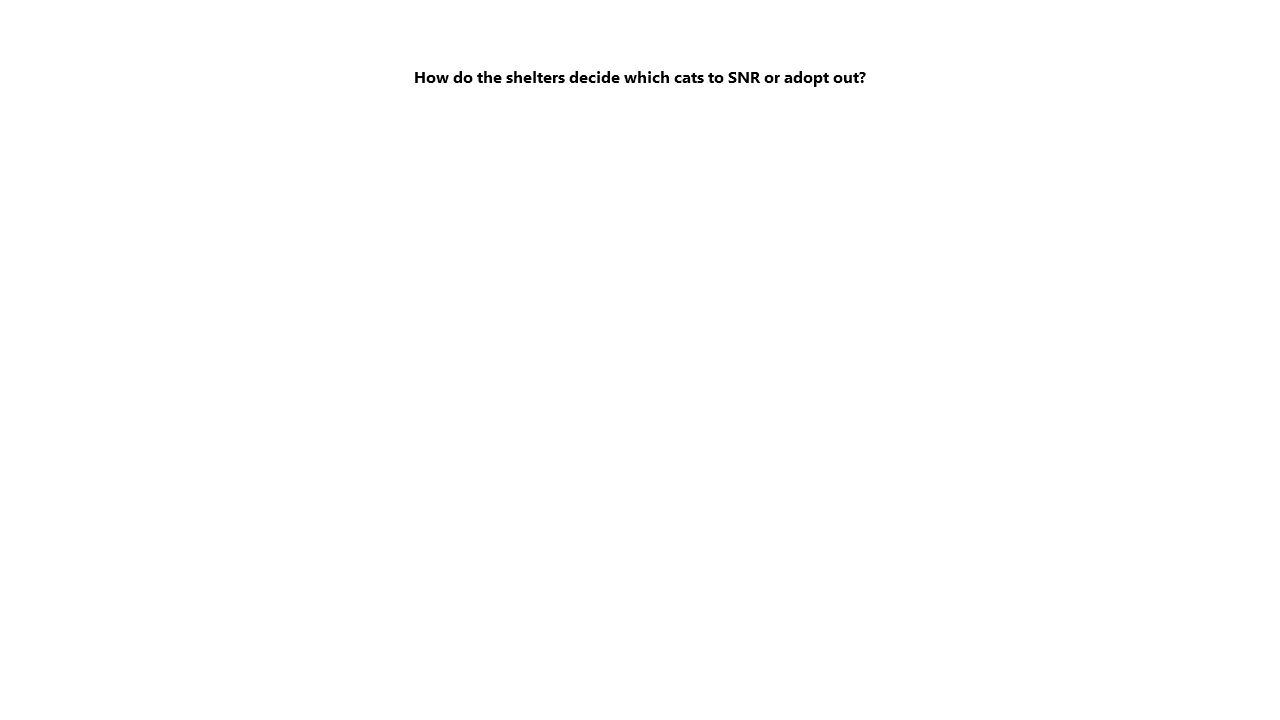 How do the shelters decide which cats to SNR or adopt out?